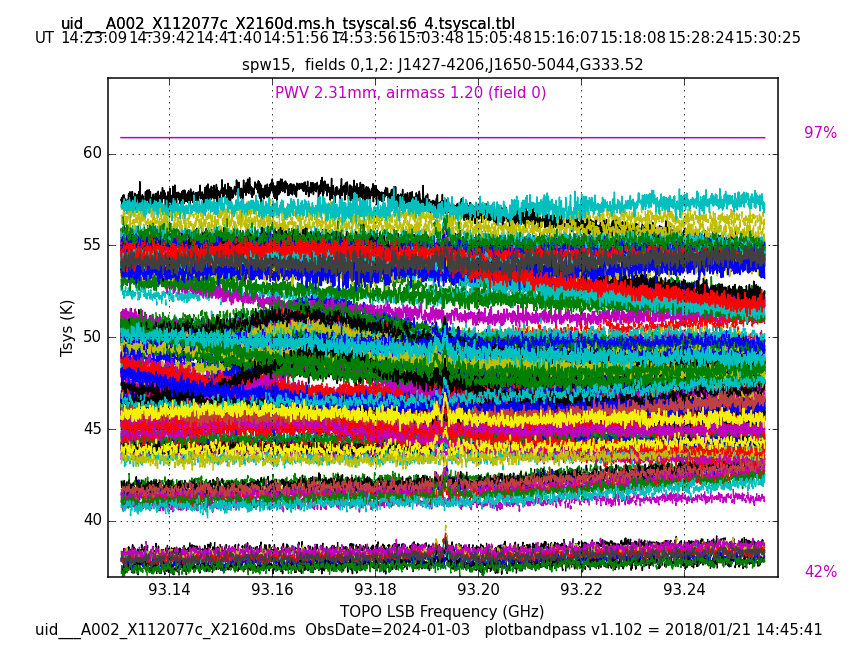 uid___A002_X112077c_X2160d.ms.h_tsyscal.s6_4.tsyscal.tbl
UT 14:23:09 14:39:42 14:41:40 14:51:56 14:53:56 15:03:48 15:05:48 15:16:07 15:18:08 15:28:24 15:30:25
spw15, fields 0,1,2: J1427-4206,J1650-5044,G333.52
PWV 2.31mm, airmass 1.20 (field 0)
97%
60
55
50
45
40
Tsys (K)
42%
93.14 93.16 93.18 93.20 93.22 93.24
TOPO LSB Frequency (GHz)
uid___A002_X112077c_X2160d.ms ObsDate=2024-01-03 plotbandpass v1.102 = 2018/01/21 14:45:41